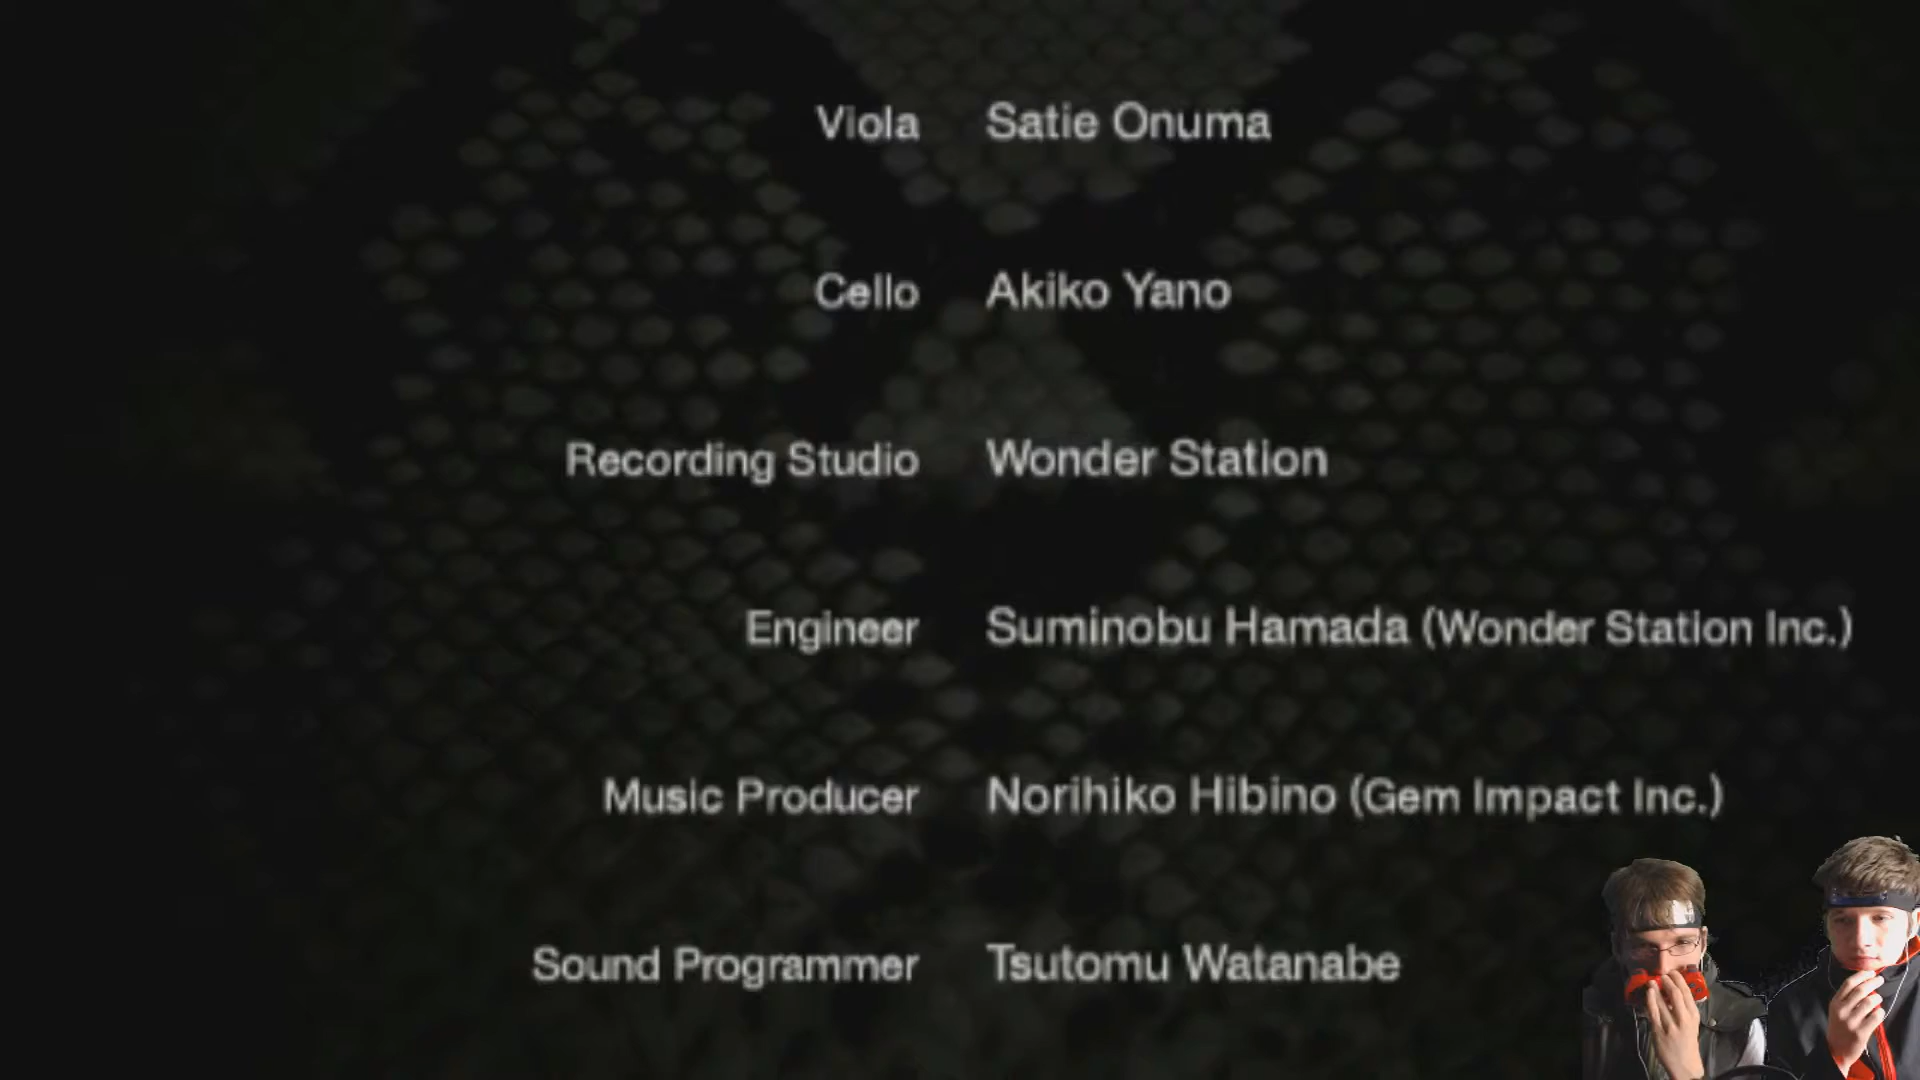 Viola Satie Onuma
Cello Akiko Yano
Recording Studio Wonder Station
Engineer Suminobu Hamada (Wonder Station Inc.)
Music Producer Norihiko Hibino (Gem Impact Inc.)
Sound Programmer Tsutomu Watanabe